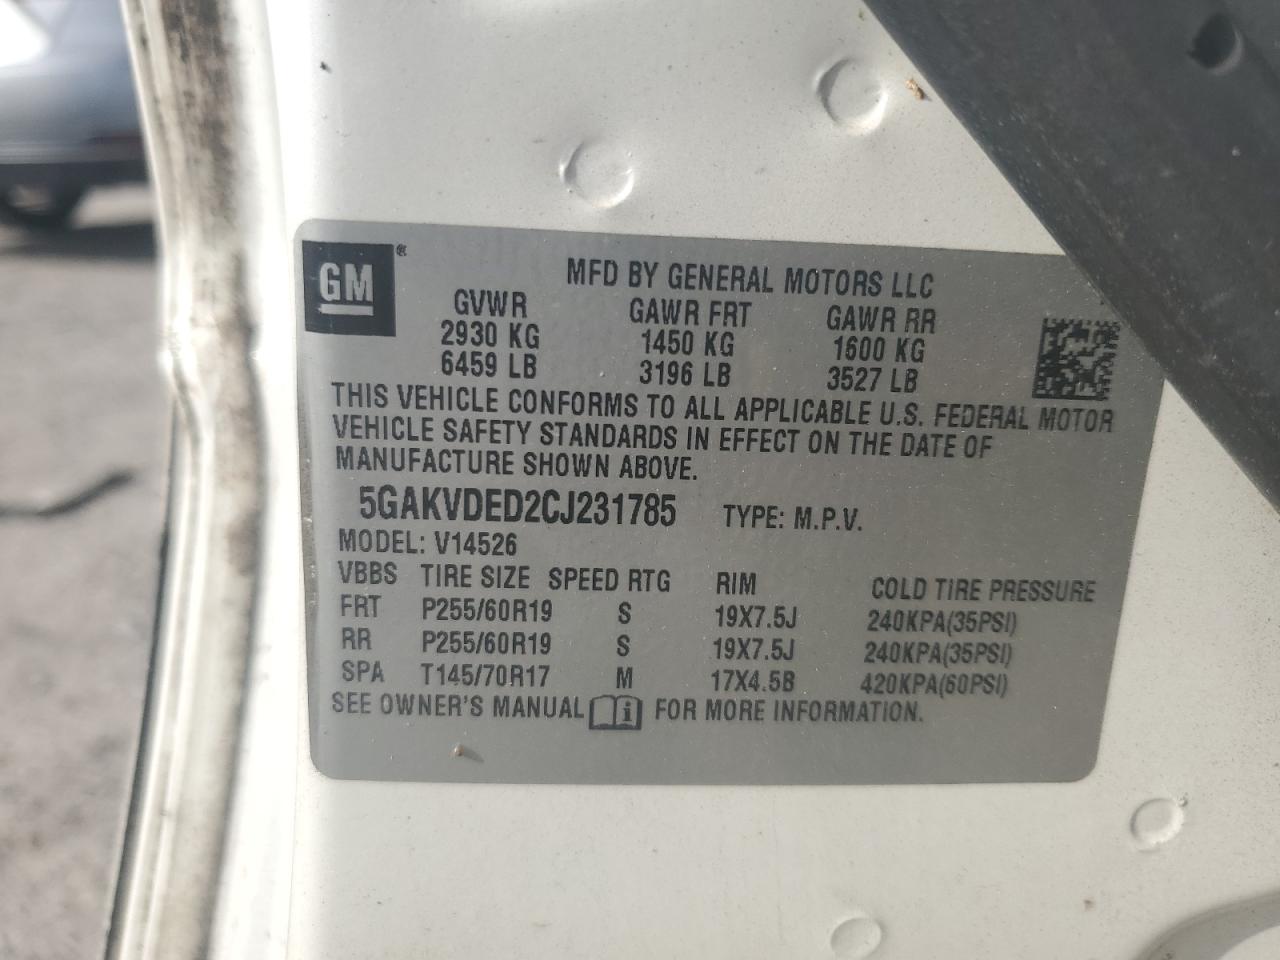 GM ®
MFD BY GENERAL MOTORS LLC
GVWR GAWR FRT GAWR RR
2930 KG 1450 KG 1600 KG
6459 LB 3196 LB 3527 LB
THIS VEHICLE CONFORMS TO ALL APPLICABLE U.S. FEDERAL MOTOR
VEHICLE SAFETY STANDARDS IN EFFECT ON THE DATE OF
MANUFACTURE SHOWN ABOVE.
5GAKVDED2CJ231785 TYPE: M.P.V.
MODEL: V14526
VBBS TIRE SIZE SPEED RTG RIM COLD TIRE PRESSURE
FRT P255/60R19 S 19X7.5J 240KPA(35PSI)
RR P255/60R19 S 19X7.5J 240KPA(35PSI)
SPA T145/70R17 M 17X4.5B 420KPA(60PSI)
SEE OWNER'S MANUAL i FOR MORE INFORMATION.